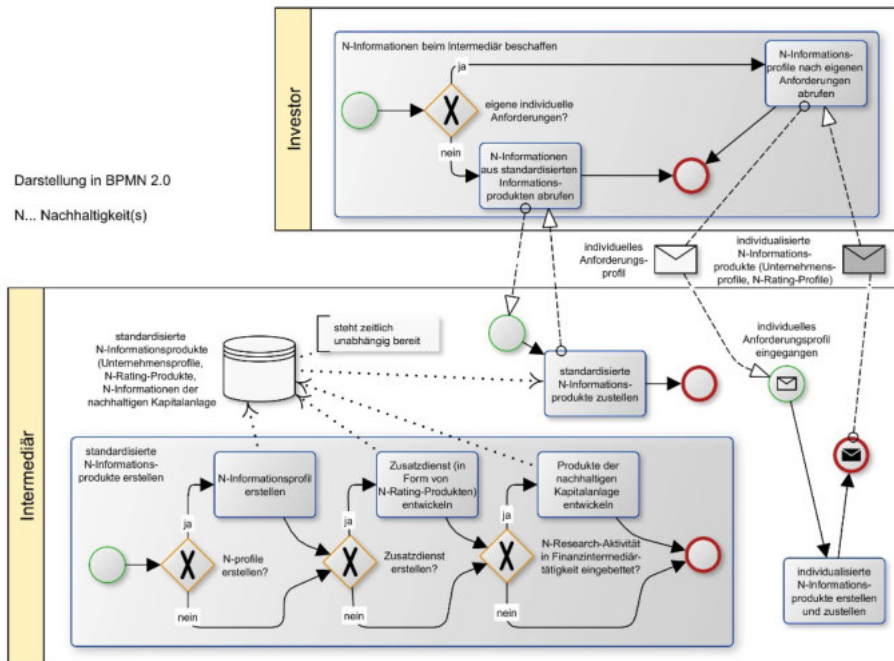 Investor
N-Informationen beim Intermediär beschaffen
ja
eigene individuelle
Anforderungen?
nein
N-Informationen
aus standardisierten
Informations-
produkten abrufen
N-Informations-
profile nach eigenen
Anforderungen
abrufen
Darstellung in BPMN 2.0
N... Nachhaltigkeit(s)
individuelles
Anforderungs-
profil
individualisierte
N-Informations-
produkte (Unternehmens-
profile, N-Rating-Profile)
Intermediär
standardisierte
N-Informationsprodukte
(Unternehmensprofile,
N-Rating-Produkte,
N-Informationen der
nachhaltigen Kapitalanlage
steht zeitlich
unabhängig bereit
standardisierte
N-Informations-
produkte zustellen
individuelles
Anforderungsprofil
eingegangen
standardisierte
N-Informations-
produkte erstellen
N-Informationsprofil
erstellen
ja
N-profile
erstellen?
nein
Zusatzdienst (in
Form von
N-Rating-Produkten)
entwickeln
ja
Zusatzdienst
erstellen?
nein
Produkte der
nachhaltigen
Kapitalanlage
entwickeln
ja
N-Research-Aktivität
in Finanzintermediär-
tätigkeit eingebettet?
nein
individualisierte
N-Informations-
produkte erstellen
und zustellen